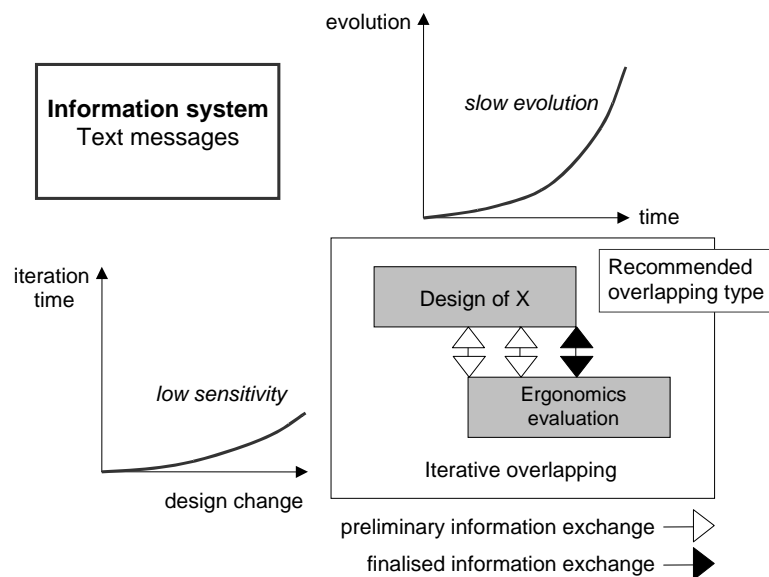 evolution
Information system
Text messages
slow evolution
time
iteration
time
Recommended
overlapping type
Design of X
low sensitivity
Ergonomics
evaluation
Iterative overlapping
design change
preliminary information exchange
finalised information exchange